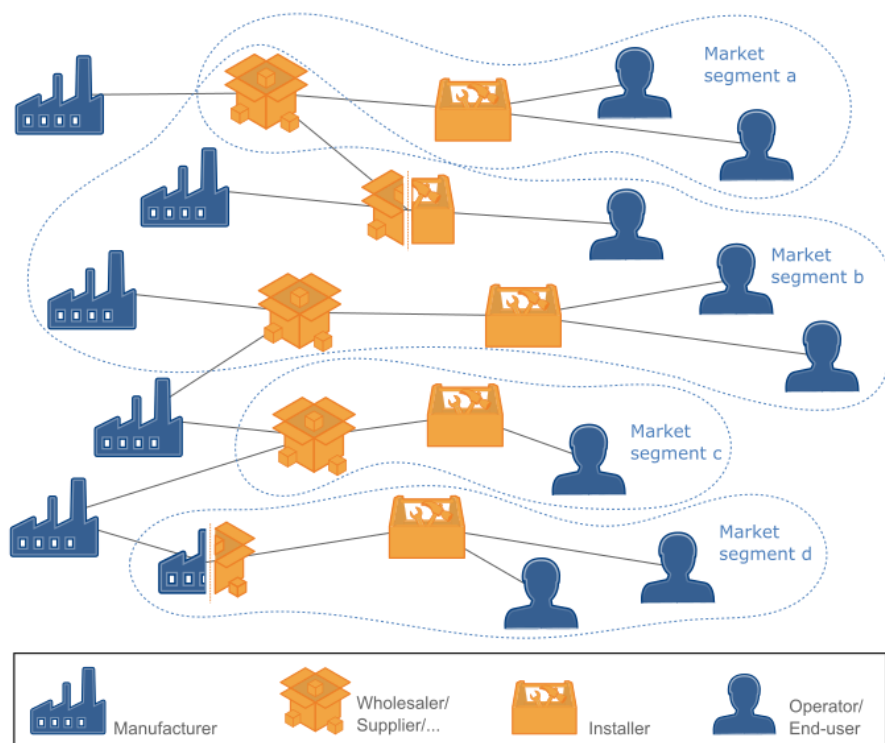 Market
segment a
Market
segment b
Market
segment c
Market
segment d
Manufacturer
Wholesaler/
Supplier/...
Installer
Operator/
End-user